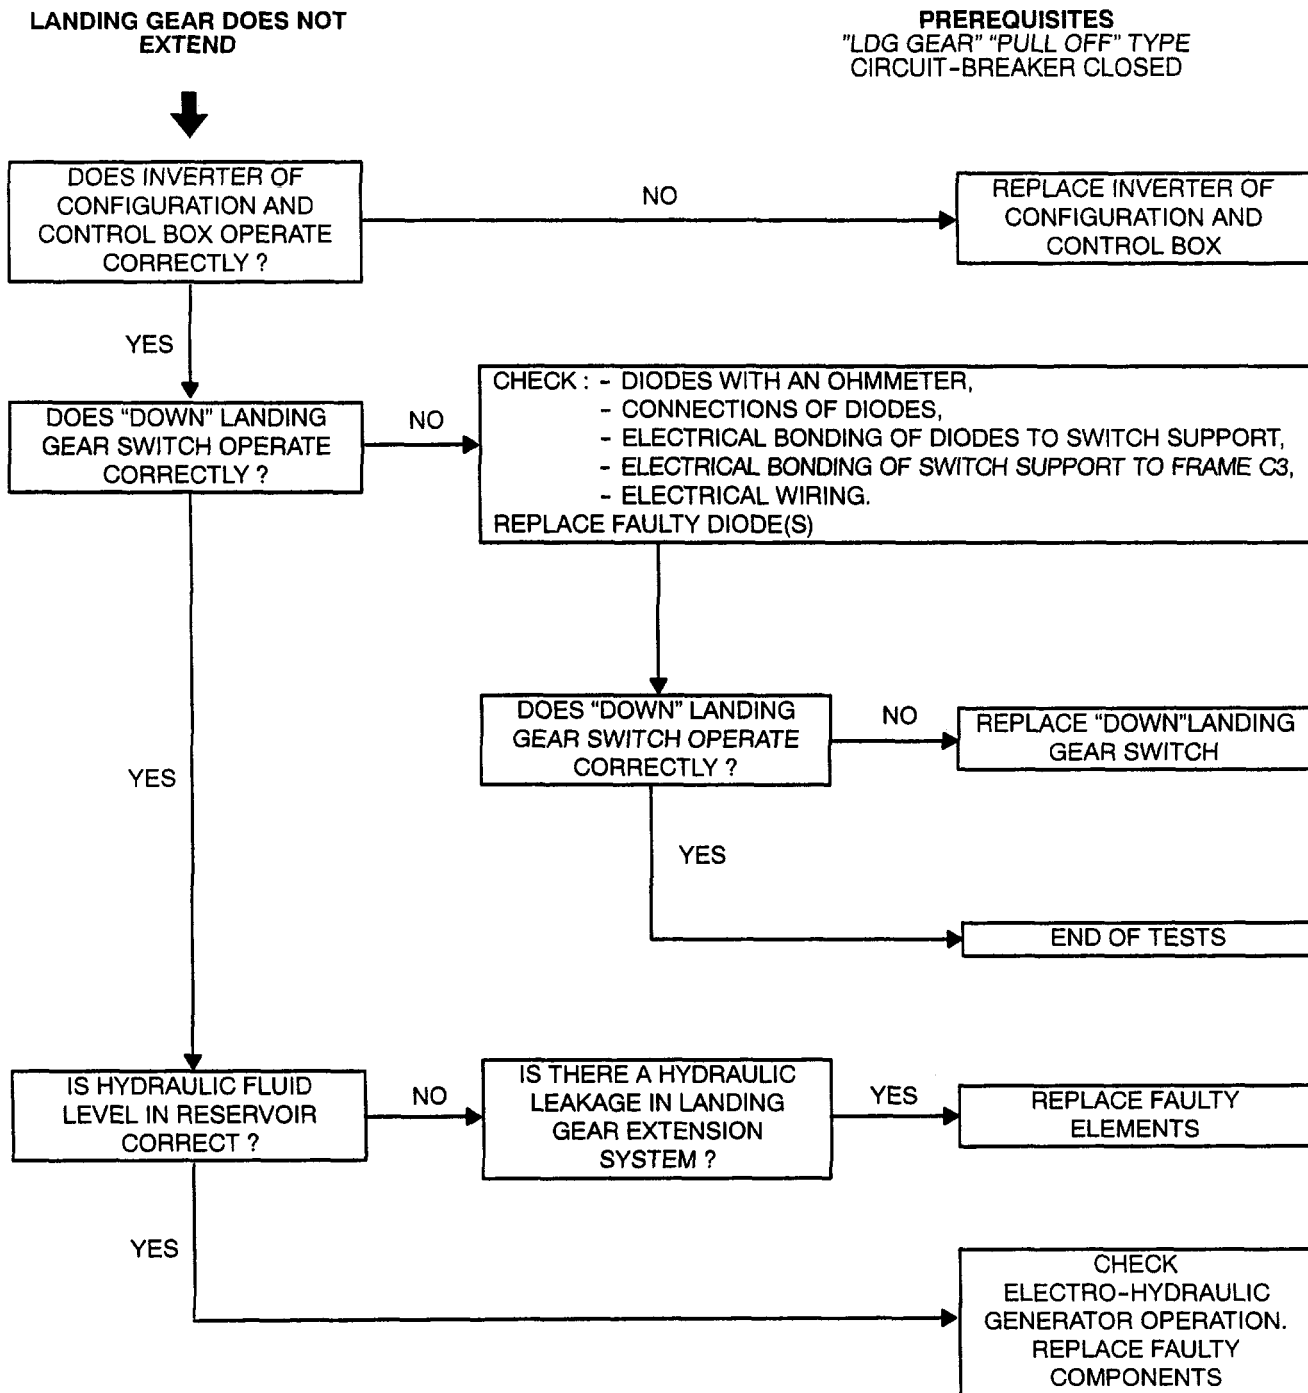 LANDING GEAR DOES NOT
EXTEND
PREREQUISITES
"LDG GEAR" "PULL OFF" TYPE
CIRCUIT-BREAKER CLOSED
DOES INVERTER OF
CONFIGURATION AND
CONTROL BOX OPERATE
CORRECTLY ?
NO
REPLACE INVERTER OF
CONFIGURATION AND
CONTROL BOX
YES
DOES "DOWN" LANDING
GEAR SWITCH OPERATE
CORRECTLY ?
NO
CHECK : - DIODES WITH AN OHMMETER,
- CONNECTIONS OF DIODES,
- ELECTRICAL BONDING OF DIODES TO SWITCH SUPPORT,
- ELECTRICAL BONDING OF SWITCH SUPPORT TO FRAME C3,
- ELECTRICAL WIRING.
REPLACE FAULTY DIODE(S)
YES
DOES "DOWN" LANDING
GEAR SWITCH OPERATE
CORRECTLY ?
NO
REPLACE "DOWN"LANDING
GEAR SWITCH
YES
END OF TESTS
IS HYDRAULIC FLUID
LEVEL IN RESERVOIR
CORRECT ?
NO
IS THERE A HYDRAULIC
LEAKAGE IN LANDING
GEAR EXTENSION
SYSTEM ?
YES
REPLACE FAULTY
ELEMENTS
YES
CHECK
ELECTRO-HYDRAULIC
GENERATOR OPERATION.
REPLACE FAULTY
COMPONENTS